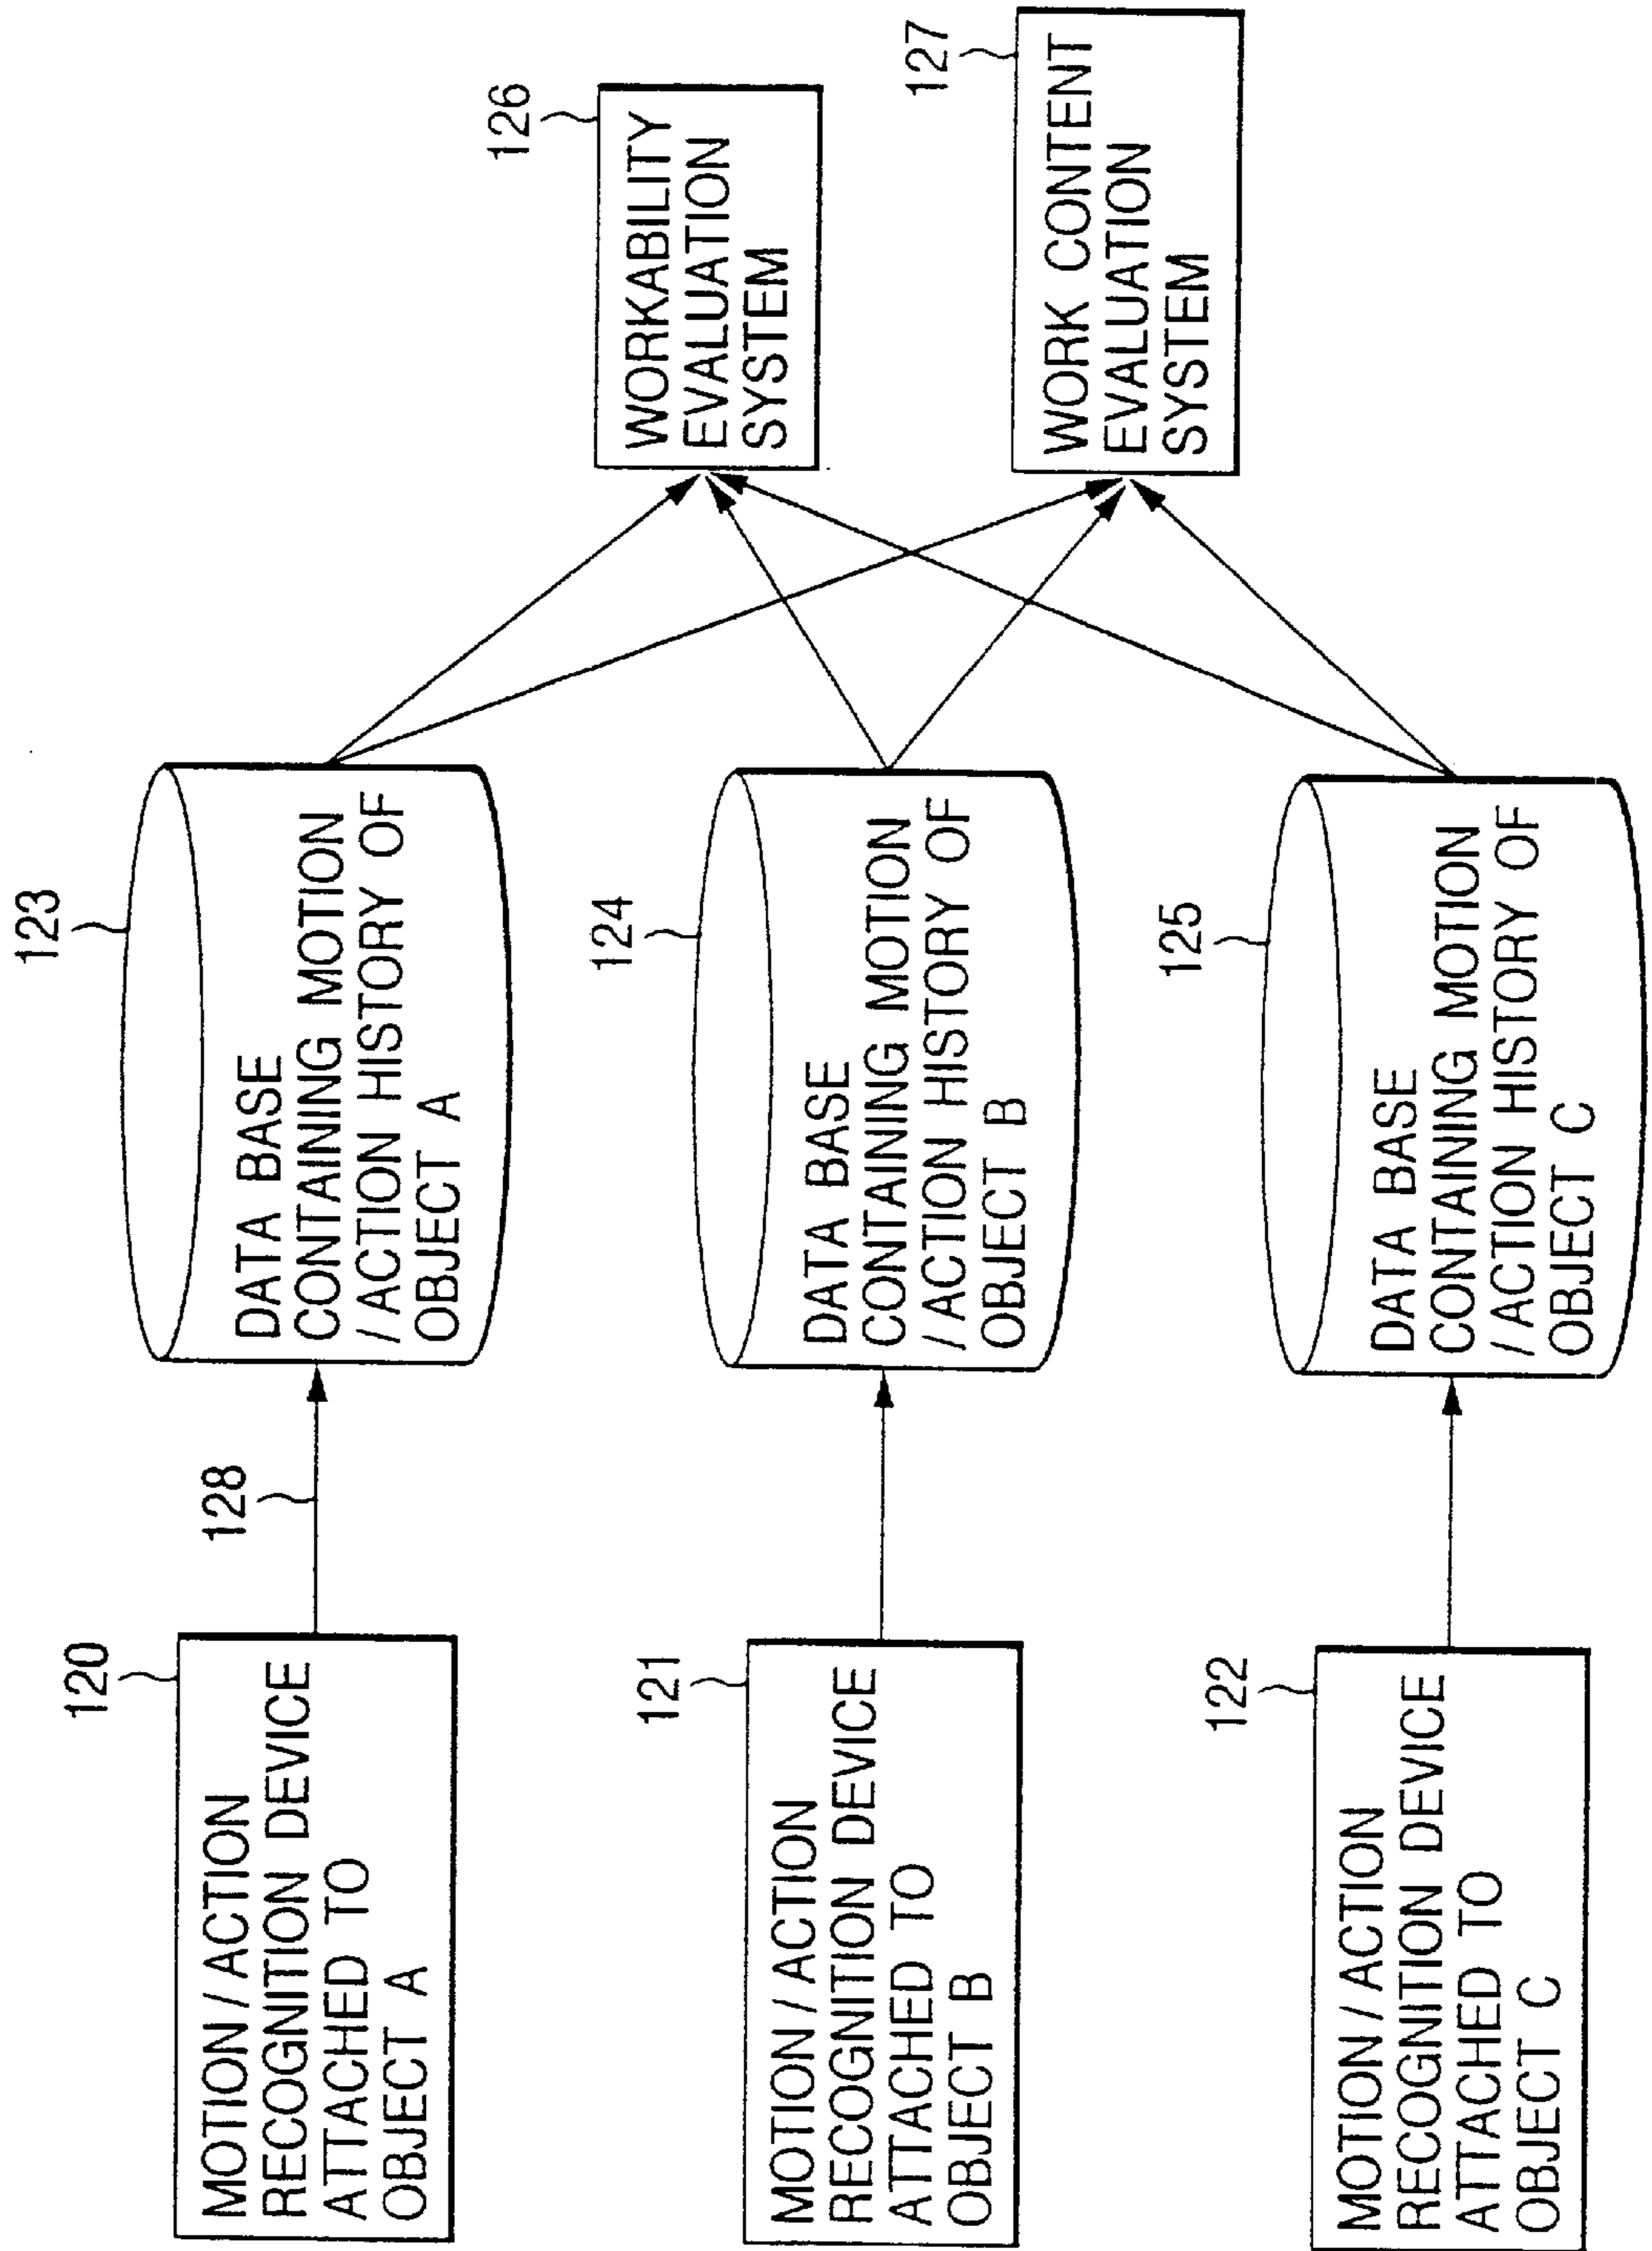 120
MOTION / ACTION
RECOGNITION DEVICE
ATTACHED TO
OBJECT A
128
123
DATA BASE
CONTAINING MOTION
/ACTION HISTORY OF
OBJECT A
121
MOTION / ACTION
RECOGNITION DEVICE
ATTACHED TO
OBJECT B
124
DATA BASE
CONTAINING MOTION
/ACTION HISTORY OF
OBJECT B
122
MOTION / ACTION
RECOGNITION DEVICE
ATTACHED TO
OBJECT C
125
DATA BASE
CONTAINING MOTION
/ACTION HISTORY OF
OBJECT C
126
WORKABILITY
EVALUATION
SYSTEM
127
WORK CONTENT
EVALUATION
SYSTEM